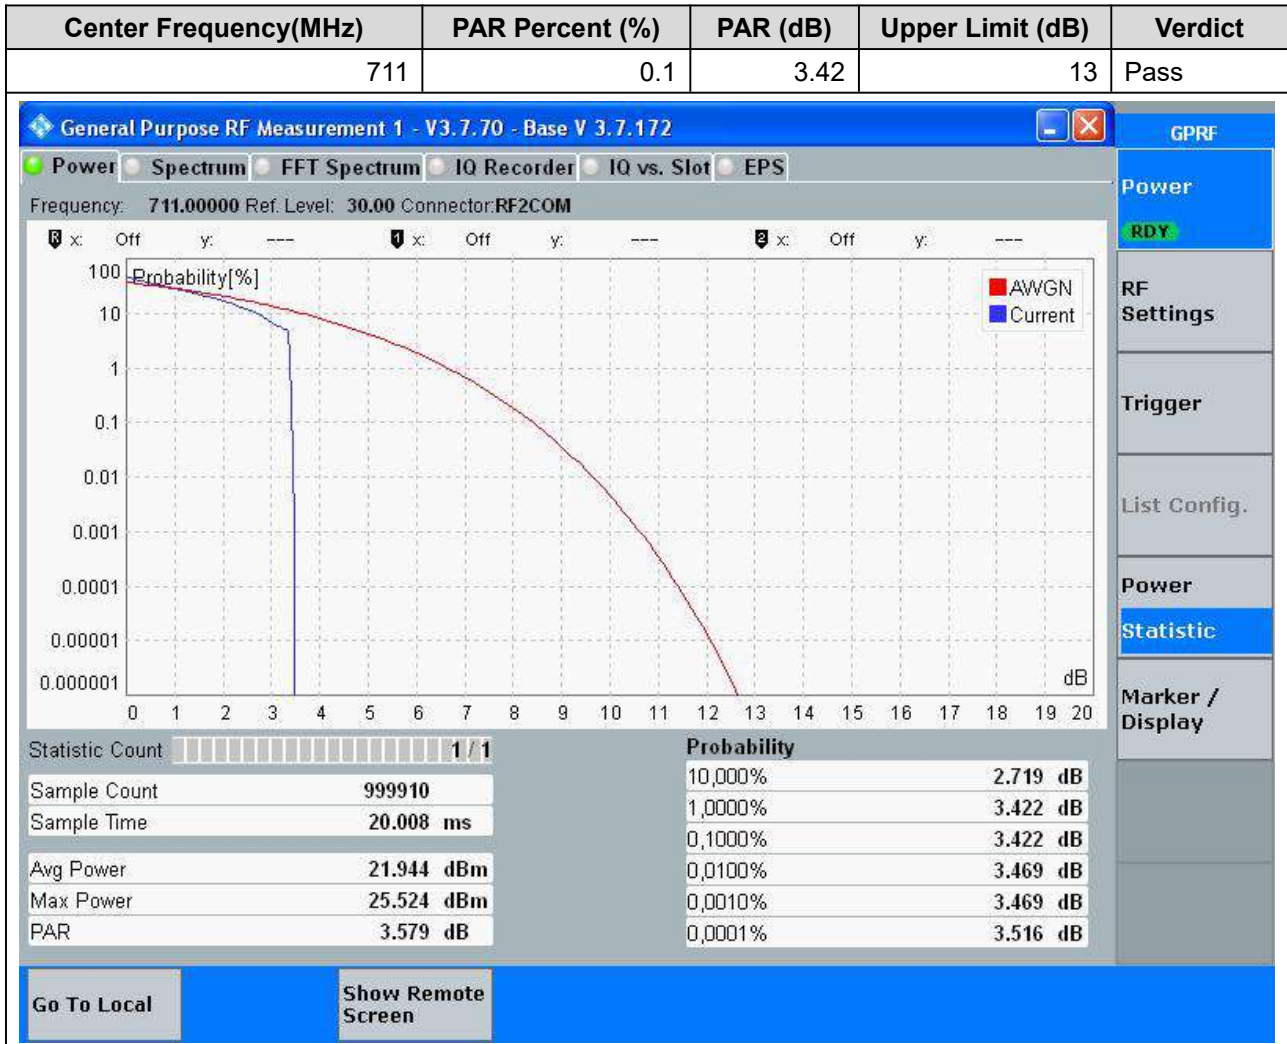 Center Frequency(MHz) PAR Percent (%) PAR (dB) Upper Limit (dB) Verdict
711 0.1 3.42 13 Pass
General Purpose RF Measurement 1 - V3.7.70 - Base V 3.7.172
GPRF
Power Spectrum FFT Spectrum IQ Recorder IQ vs. Slot EPS
Frequency: 711.00000 Ref. Level: 30.00 Connector:RF2COM
R x: Off y: --- 1 x: Off y: --- 2 x: Off y: ---
Probability[%]
AWGN
Current
100
10
1
0.1
0.01
0.001
0.0001
0.00001
0.000001
dB
0 1 2 3 4 5 6 7 8 9 10 11 12 13 14 15 16 17 18 19 20
Statistic Count 1 / 1
Sample Count 999910
Sample Time 20.008 ms
Avg Power 21.944 dBm
Max Power 25.524 dBm
PAR 3.579 dB
Probability
10,000% 2.719 dB
1,0000% 3.422 dB
0,1000% 3.422 dB
0,0100% 3.469 dB
0,0010% 3.469 dB
0,0001% 3.516 dB
Power
RDY
RF
Settings
Trigger
List Config.
Power
Statistic
Marker /
Display
Go To Local
Show Remote
Screen